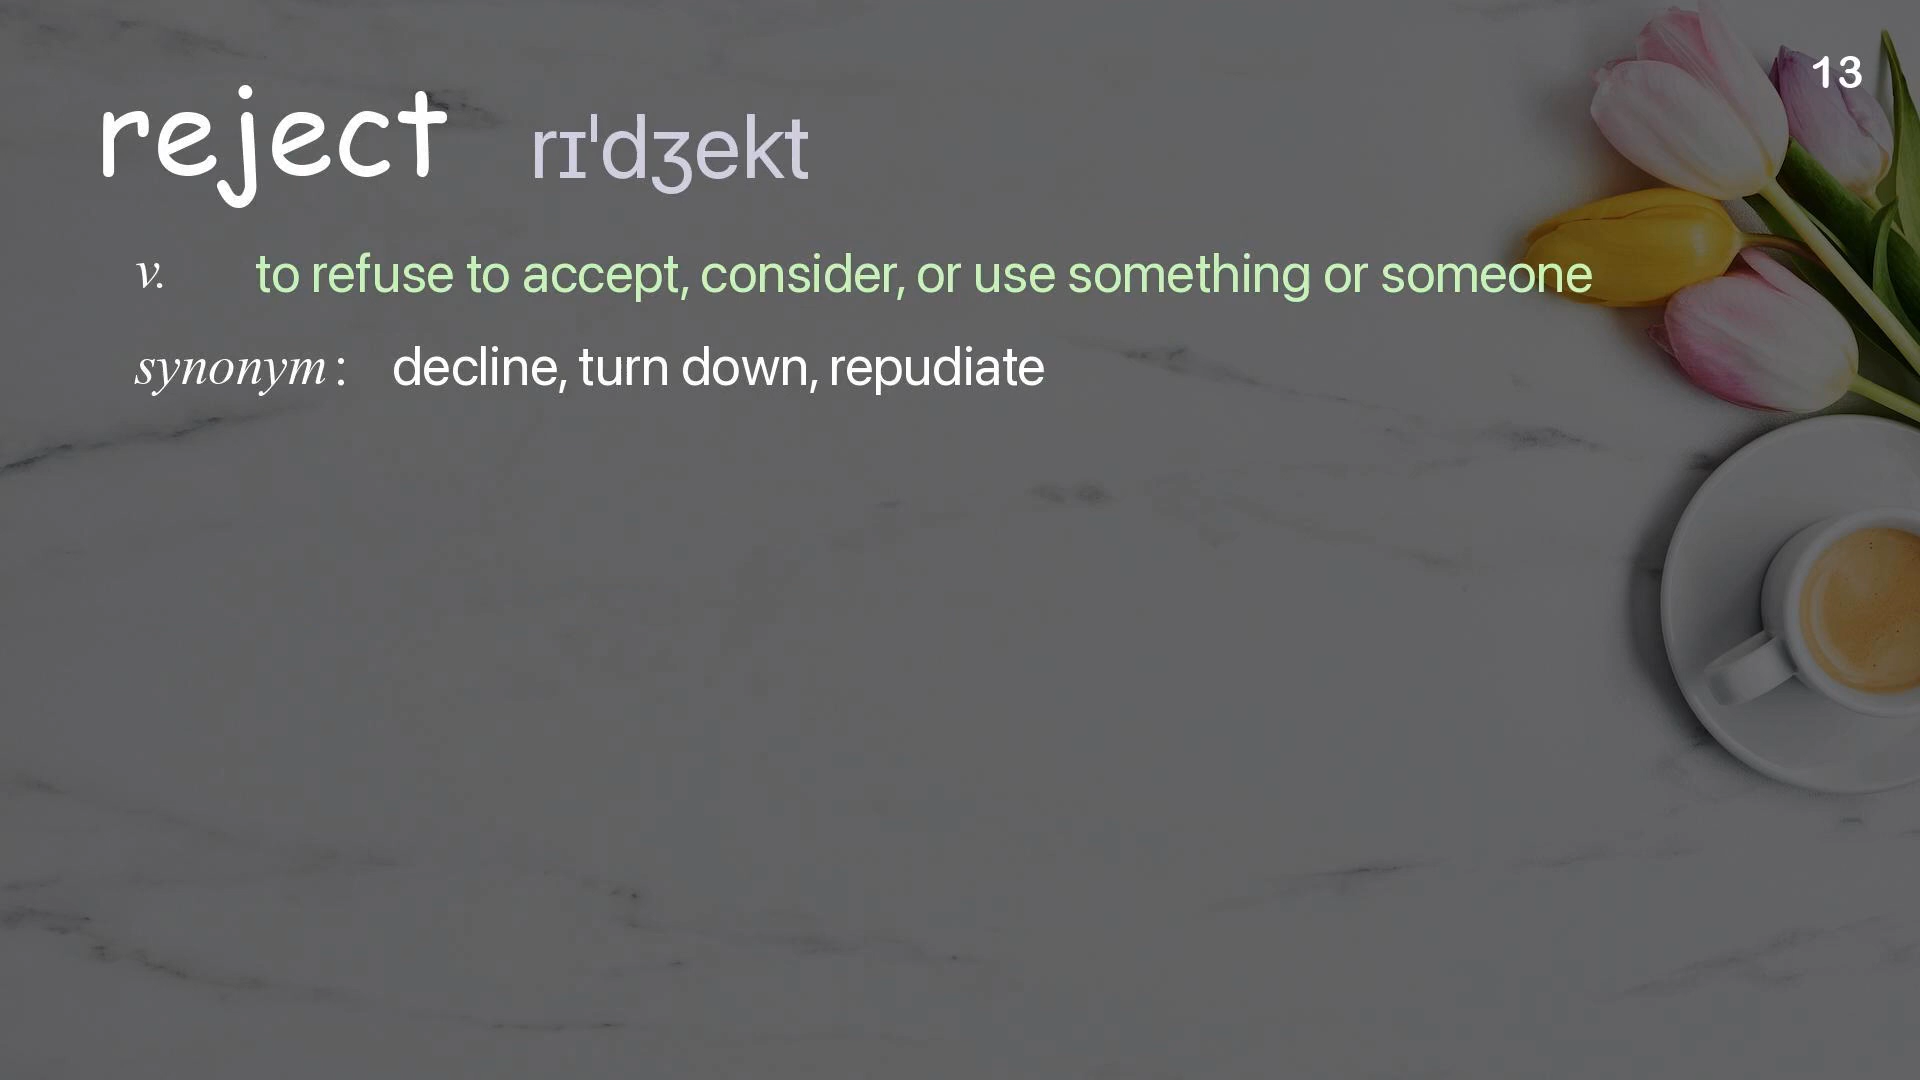 13
reject rɪˈdʒekt
v. to refuse to accept, consider, or use something or someone
synonym : decline, turn down, repudiate